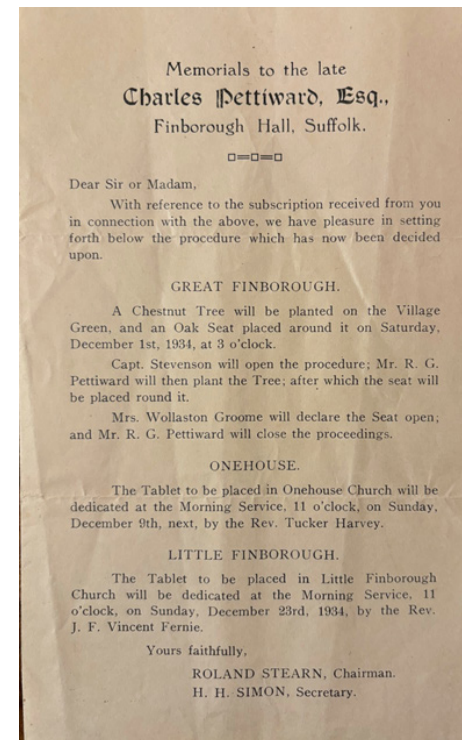 Memorials to the late
Charles Pettiward, Esq.,
Finborough Hall, Suffolk.
Dear Sir or Madam,
With reference to the subscription received from you
in connection with the above, we have pleasure in setting
forth below the procedure which has now been decided
upon.
GREAT FINBOROUGH.
A Chestnut Tree will be planted on the Village
Green, and an Oak Seat placed around it on Saturday,
December 1st, 1934, at 3 o'clock.
Capt. Stevenson will open the procedure; Mr. R. G.
Pettiward will then plant the Tree; after which the seat will
be placed round it.
Mrs. Wollaston Groome will declare the Seat open;
and Mr. R. G. Pettiward will close the proceedings.
ONEHOUSE.
The Tablet to be placed in Onehouse Church will be
dedicated at the Morning Service, 11 o'clock, on Sunday,
December 9th, next, by the Rev. Tucker Harvey.
LITTLE FINBOROUGH.
The Tablet to be placed in Little Finborough
Church will be dedicated at the Morning Service, 11
o'clock, on Sunday, December 23rd, 1934, by the Rev.
J. F. Vincent Fernie.
Yours faithfully,
ROLAND STEARN, Chairman.
H. H. SIMON, Secretary.